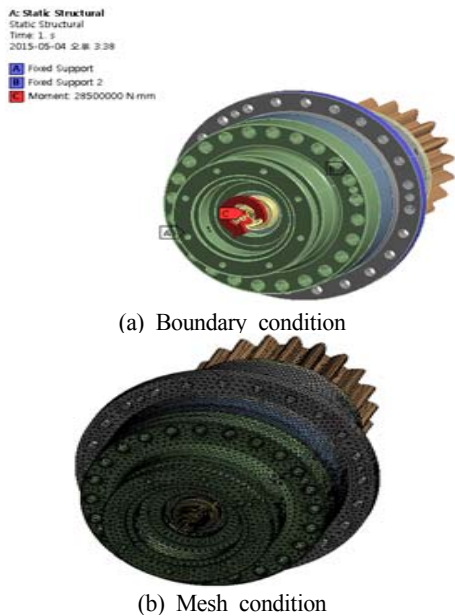 A: Static Structural
Static Structural
Time: 1. s
2015-05-04 오후 3:38
A Fixed Support
B Fixed Support 2
C Moment: 28500000 N·mm
C
A
(a) Boundary condition
(b) Mesh condition